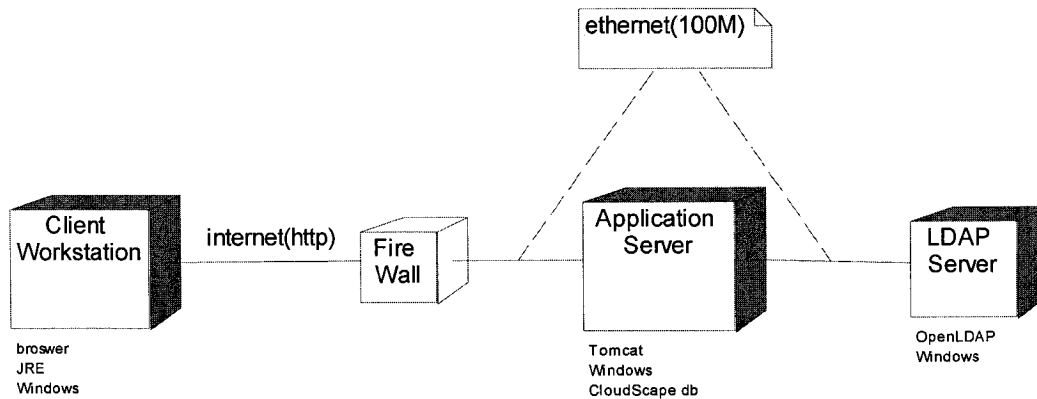 ethernet(100M)
Client
Workstation
internet(http)
Fire
Wall
Application
Server
LDAP
Server
broswer
JRE
Windows
Tomcat
Windows
CloudScape db
OpenLDAP
Windows